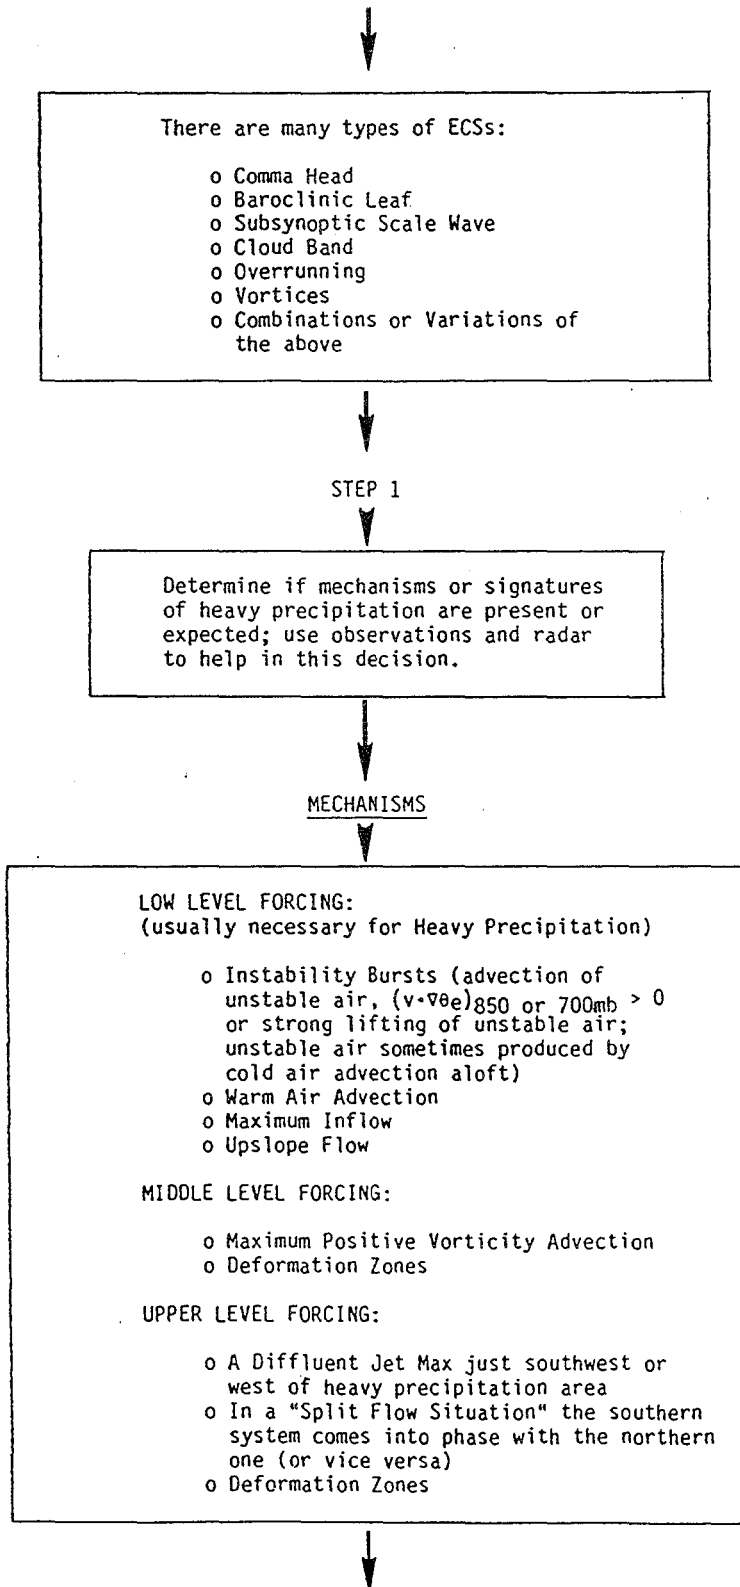 There are many types of ECSs:
o Comma Head
o Baroclinic Leaf
o Subsynoptic Scale Wave
o Cloud Band
o Overrunning
o Vortices
o Combinations or Variations of
the above
STEP 1
Determine if mechanisms or signatures
of heavy precipitation are present or
expected; use observations and radar
to help in this decision.
MECHANISMS
LOW LEVEL FORCING:
(usually necessary for Heavy Precipitation)
o Instability Bursts (advection of
unstable air, (v·∇θe)850 or 700mb > 0
or strong lifting of unstable air;
unstable air sometimes produced by
cold air advection aloft)
o Warm Air Advection
o Maximum Inflow
o Upslope Flow
MIDDLE LEVEL FORCING:
o Maximum Positive Vorticity Advection
o Deformation Zones
UPPER LEVEL FORCING:
o A Diffluent Jet Max just southwest or
west of heavy precipitation area
o In a "Split Flow Situation" the southern
system comes into phase with the northern
one (or vice versa)
o Deformation Zones